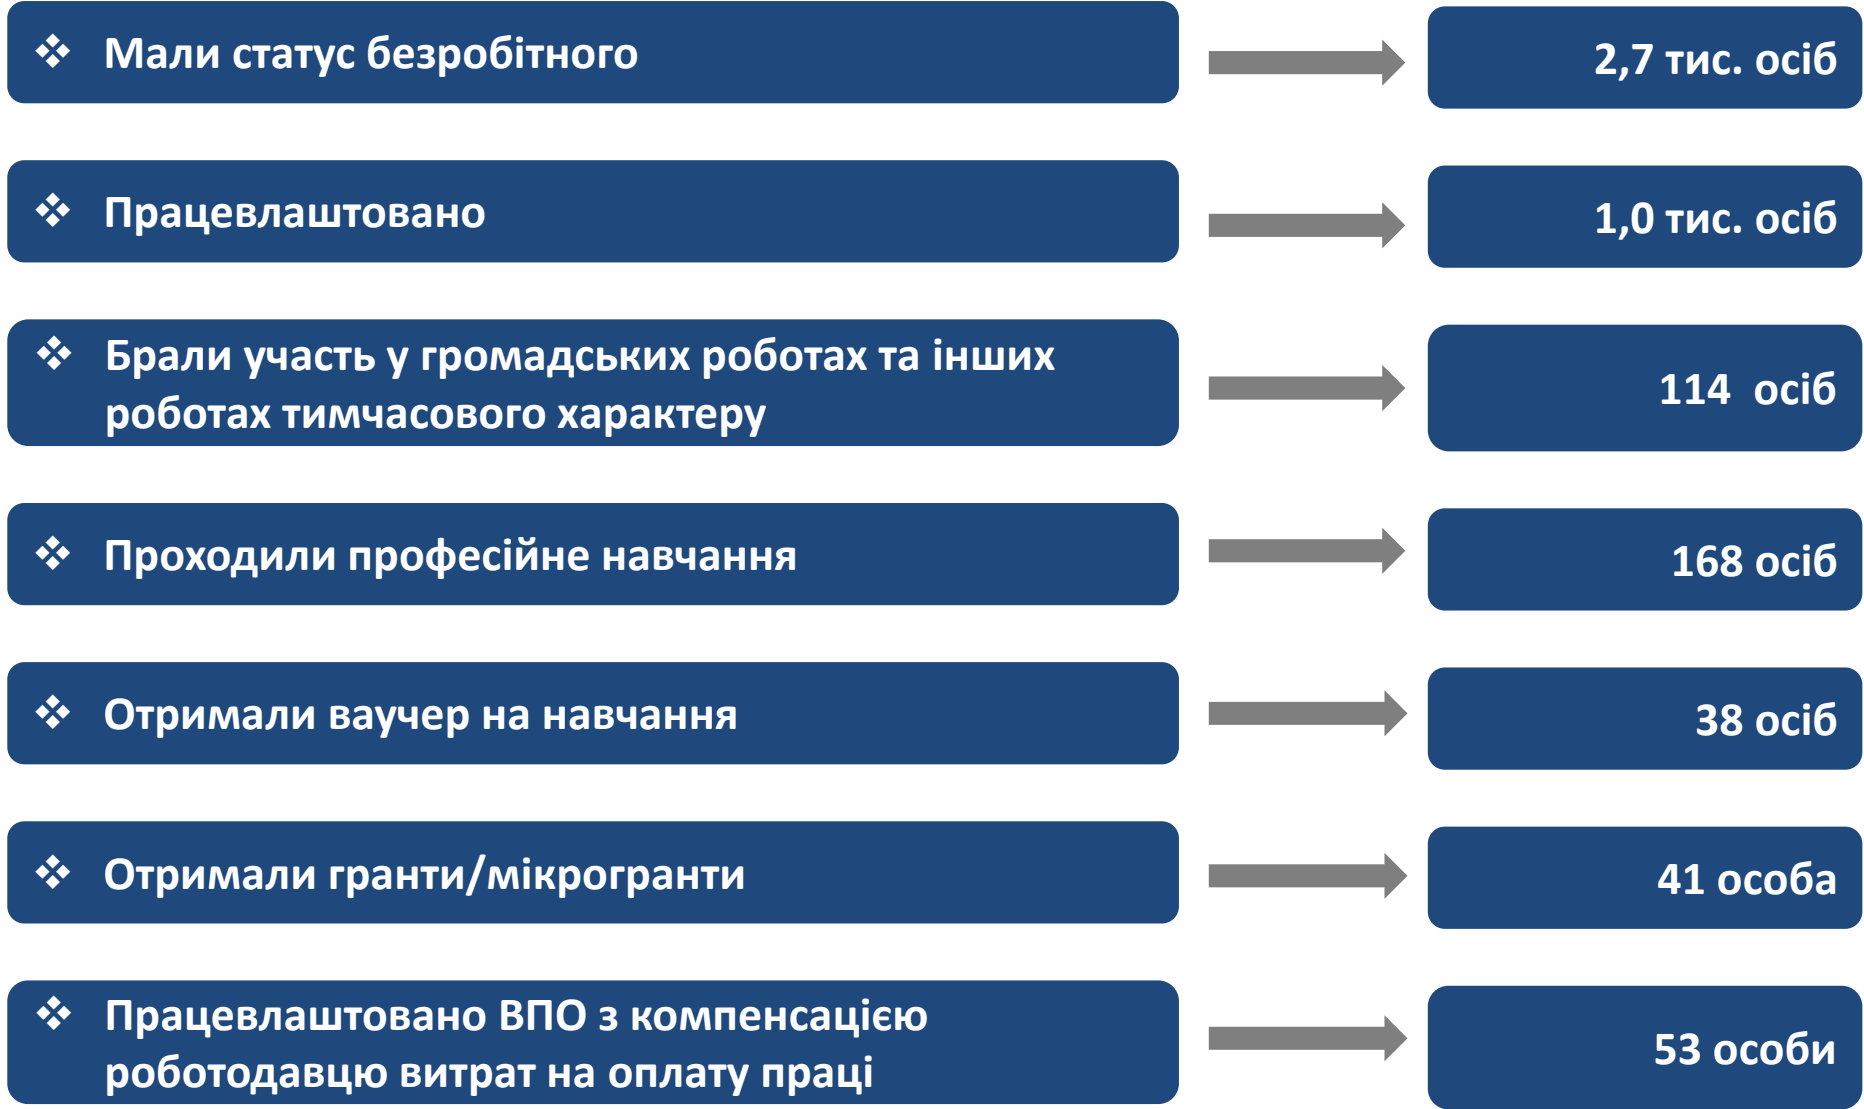 ❖ Мали статус безробітного
2,7 тис. осіб
❖ Працевлаштовано
1,0 тис. осіб
❖ Брали участь у громадських роботах та інших
роботах тимчасового характеру
114 осіб
❖ Проходили професійне навчання
168 осіб
❖ Отримали ваучер на навчання
38 осіб
❖ Отримали гранти/мікрогранти
41 особа
❖ Працевлаштовано ВПО з компенсацією
роботодавцю витрат на оплату праці
53 особи